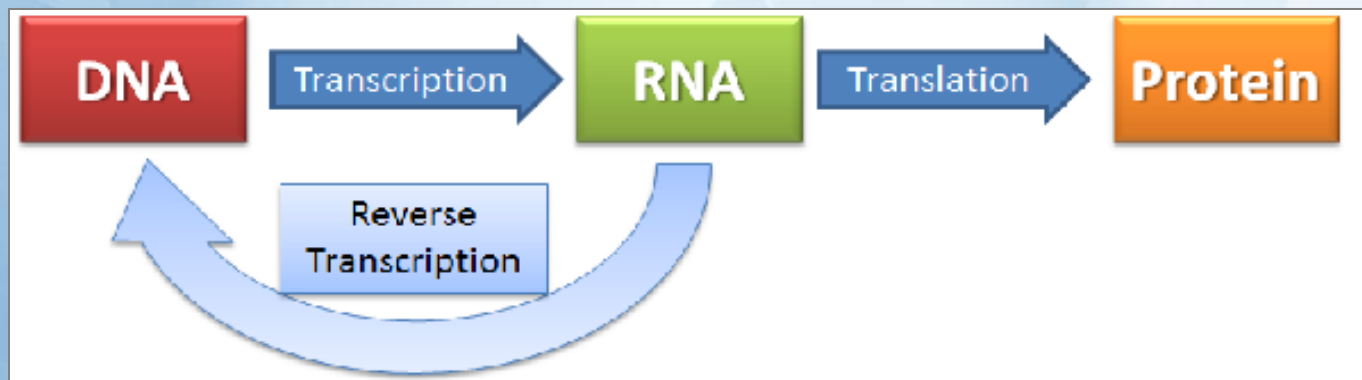 DNA Transcription RNA Translation Protein
Reverse
Transcription